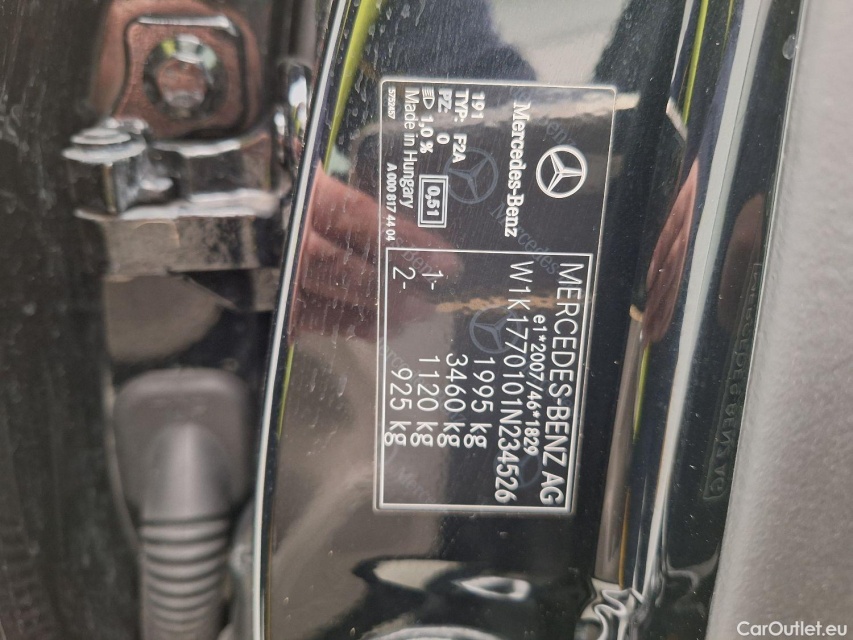 Mercedes-Benz
191
TYP: F2A
PZ: 0
1,0 %
0,51
Made in Hungary
A 000 817 44 04
MERCEDES-BENZ AG
e1*2007/46*1829
W1K1770101N234526
1995 kg
3460 kg
1- 1120 kg
2- 925 kg
CarOutlet.eu